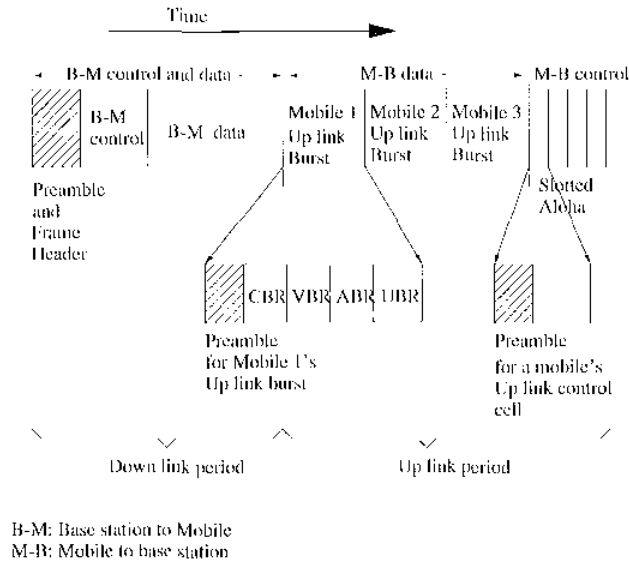 Time
B-M control and data
M-B data
M-B control
B-M control
B-M data
Mobile 1
Up link
Burst
Mobile 2
Up link
Burst
Mobile 3
Up link
Burst
Preamble
and
Frame
Header
Slotted
Aloha
CBR VBR ABR UBR
Preamble
for Mobile 1's
Up link burst
Preamble
for a mobile's
Up link control
cell
Down link period
Up link period
B-M: Base station to Mobile
M-B: Mobile to base station